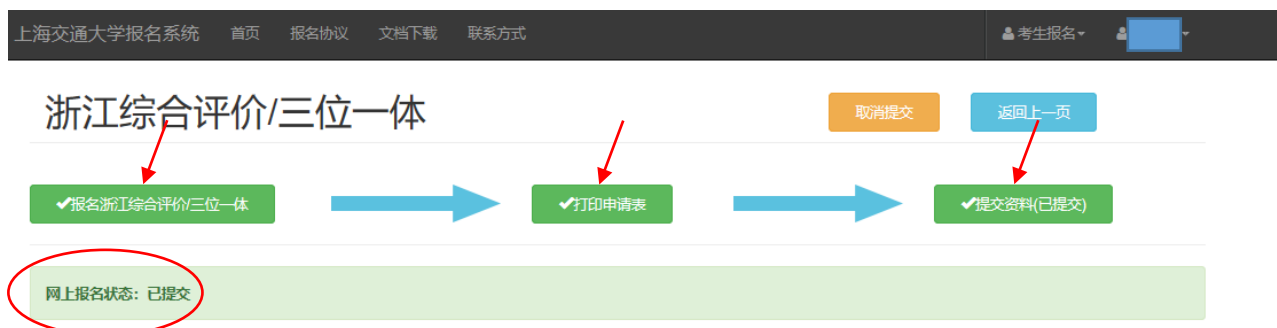 上海交通大学报名系统 首页 报名协议 文档下载 联系方式 考生报名
浙江综合评价/三位一体 取消提交 返回上一页
报名浙江综合评价/三位一体 打印申请表 提交资料(已提交)
网上报名状态：已提交